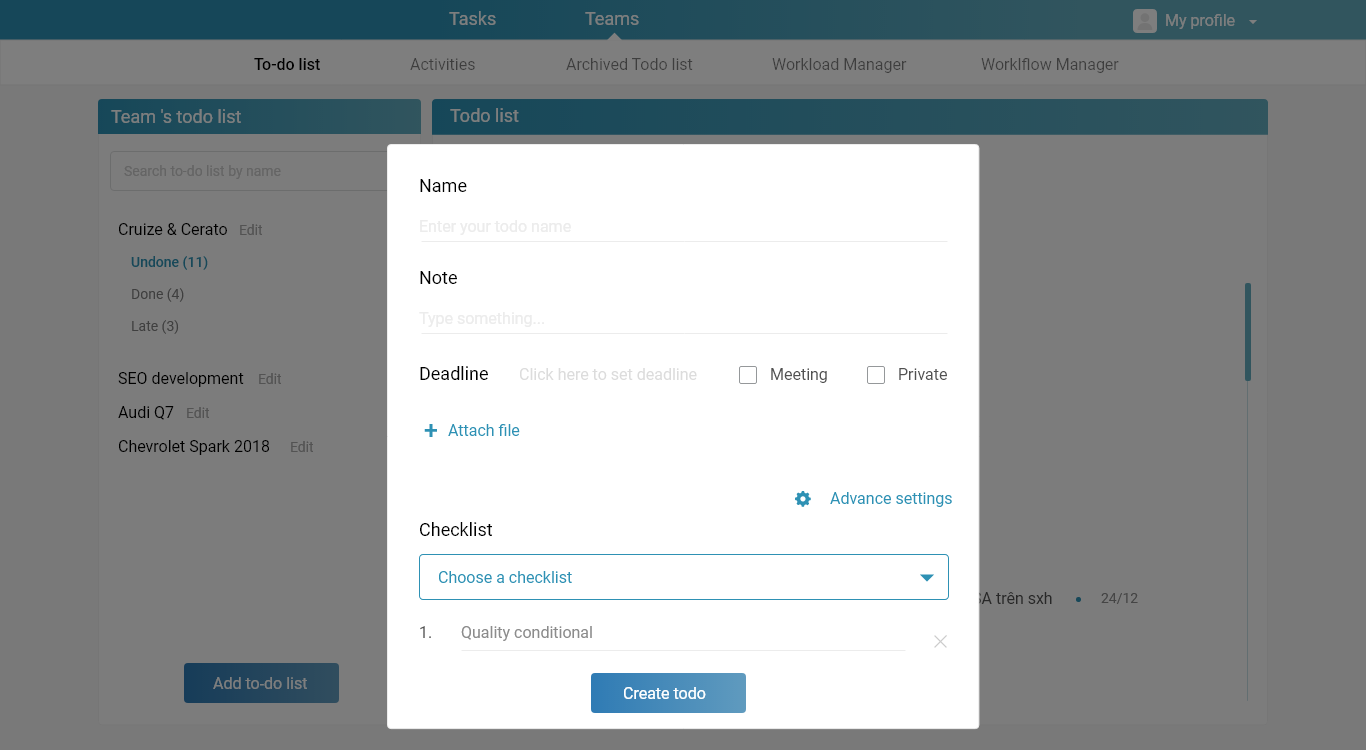 Tasks
Teams
My profile
To-do list
Activities
Archived Todo list
Workload Manager
Worklflow Manager
Team 's todo list
Todo list
Search to-do list by name
Cruize & Cerato Edit
Undone (11)
Done (4)
Late (3)
SEO development Edit
Audi Q7 Edit
Chevrolet Spark 2018 Edit
Add to-do list
Name
Enter your todo name
Note
Type something...
Deadline Click here to set deadline Meeting Private
+ Attach file
Advance settings
Checklist
Choose a checklist
1. Quality conditional
Create todo
trên sxh • 24/12